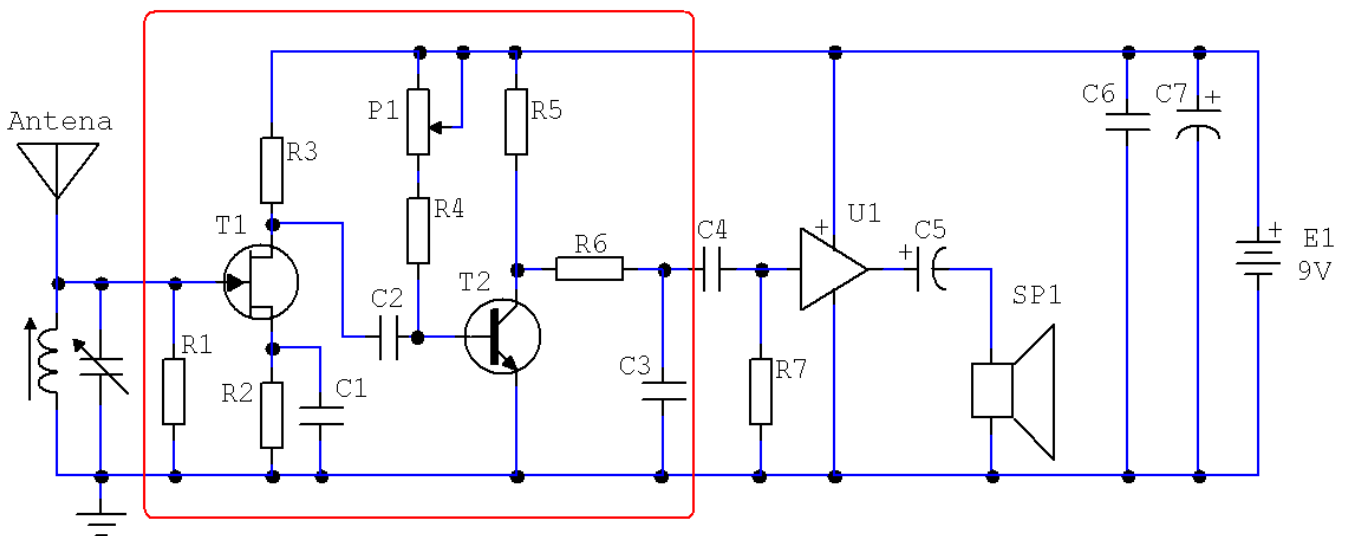 Antena
T1
R1
R2
C1
R3
P1
R4
C2
T2
R5
R6
C3
C4
R7
+
U1
+
C5
SP1
C6
C7
+
+
E1
9V